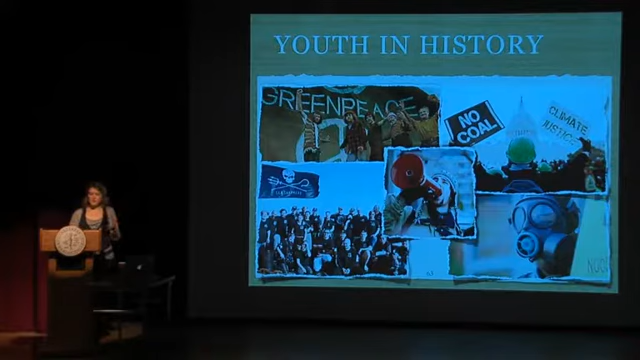 YOUTH IN HISTORY
GREENPEACE
NO
COAL
CLIMATE
JUSTICE